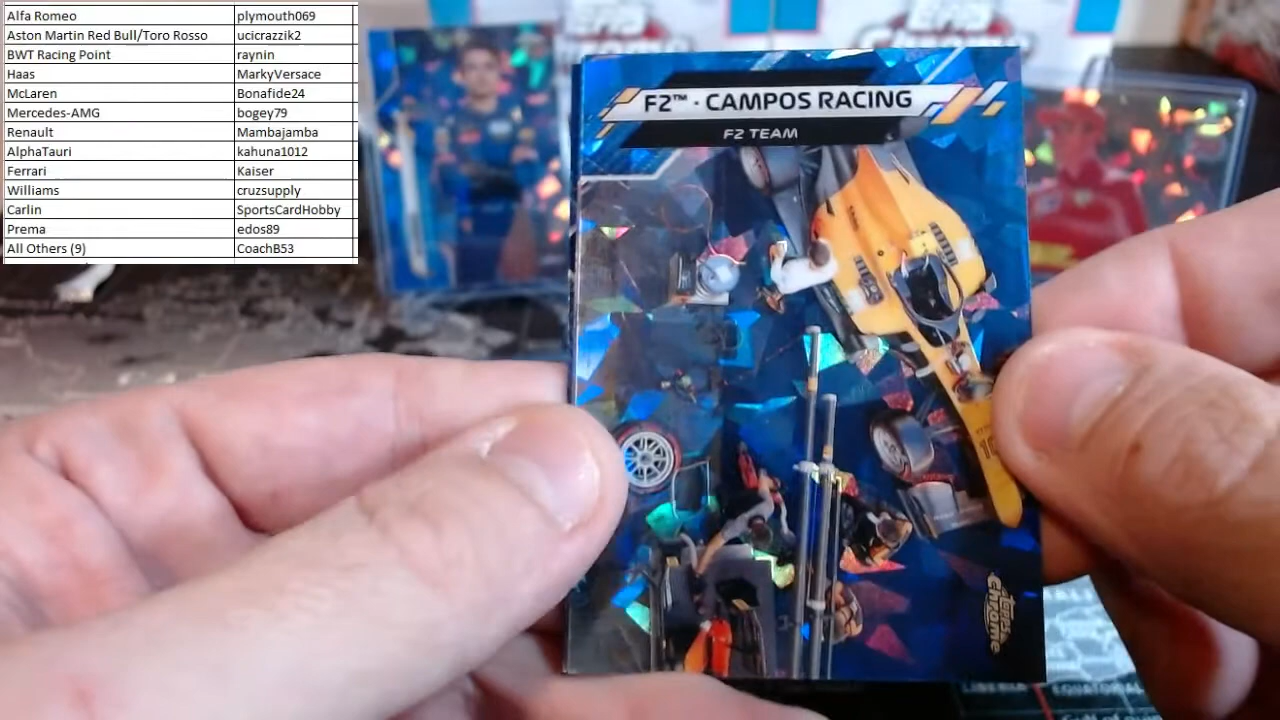 Alfa Romeo plymouth069
Aston Martin Red Bull/Toro Rosso ucicrazzik2
BWT Racing Point raynin
Haas MarkyVersace
McLaren Bonafide24
Mercedes-AMG bogey79
Renault Mambajamba
AlphaTauri kahuna1012
Ferrari Kaiser
Williams cruzsupply
Carlin SportsCardHobby
Prema edos89
All Others (9) CoachB53
F2™ · CAMPOS RACING
F2 TEAM
Topps
Chrome